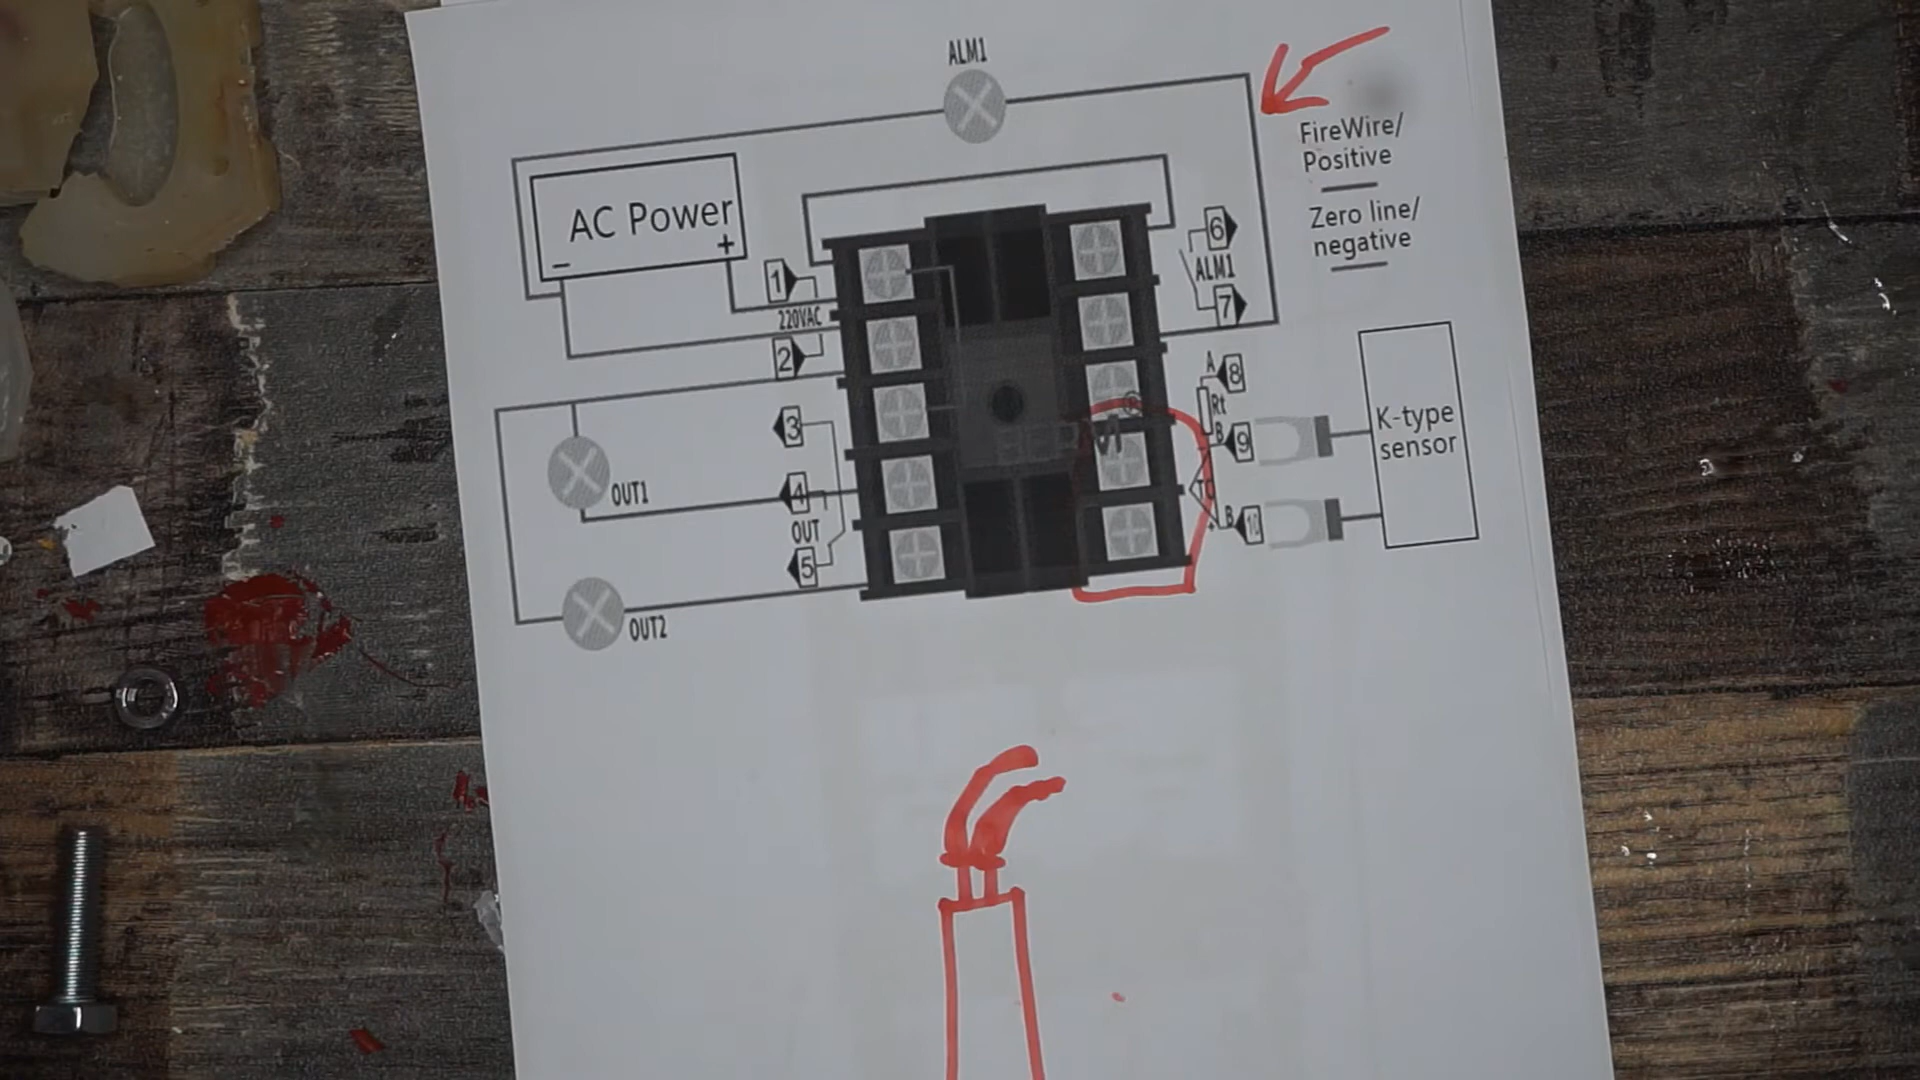 ALM1
FireWire/
Positive
Zero line/
negative
AC Power
+
−
1
220VAC
2
3
4
OUT
5
OUT1
OUT2
6
ALM1
7
A
8
Rt
B
9
TC
B
10
+
K-type
sensor